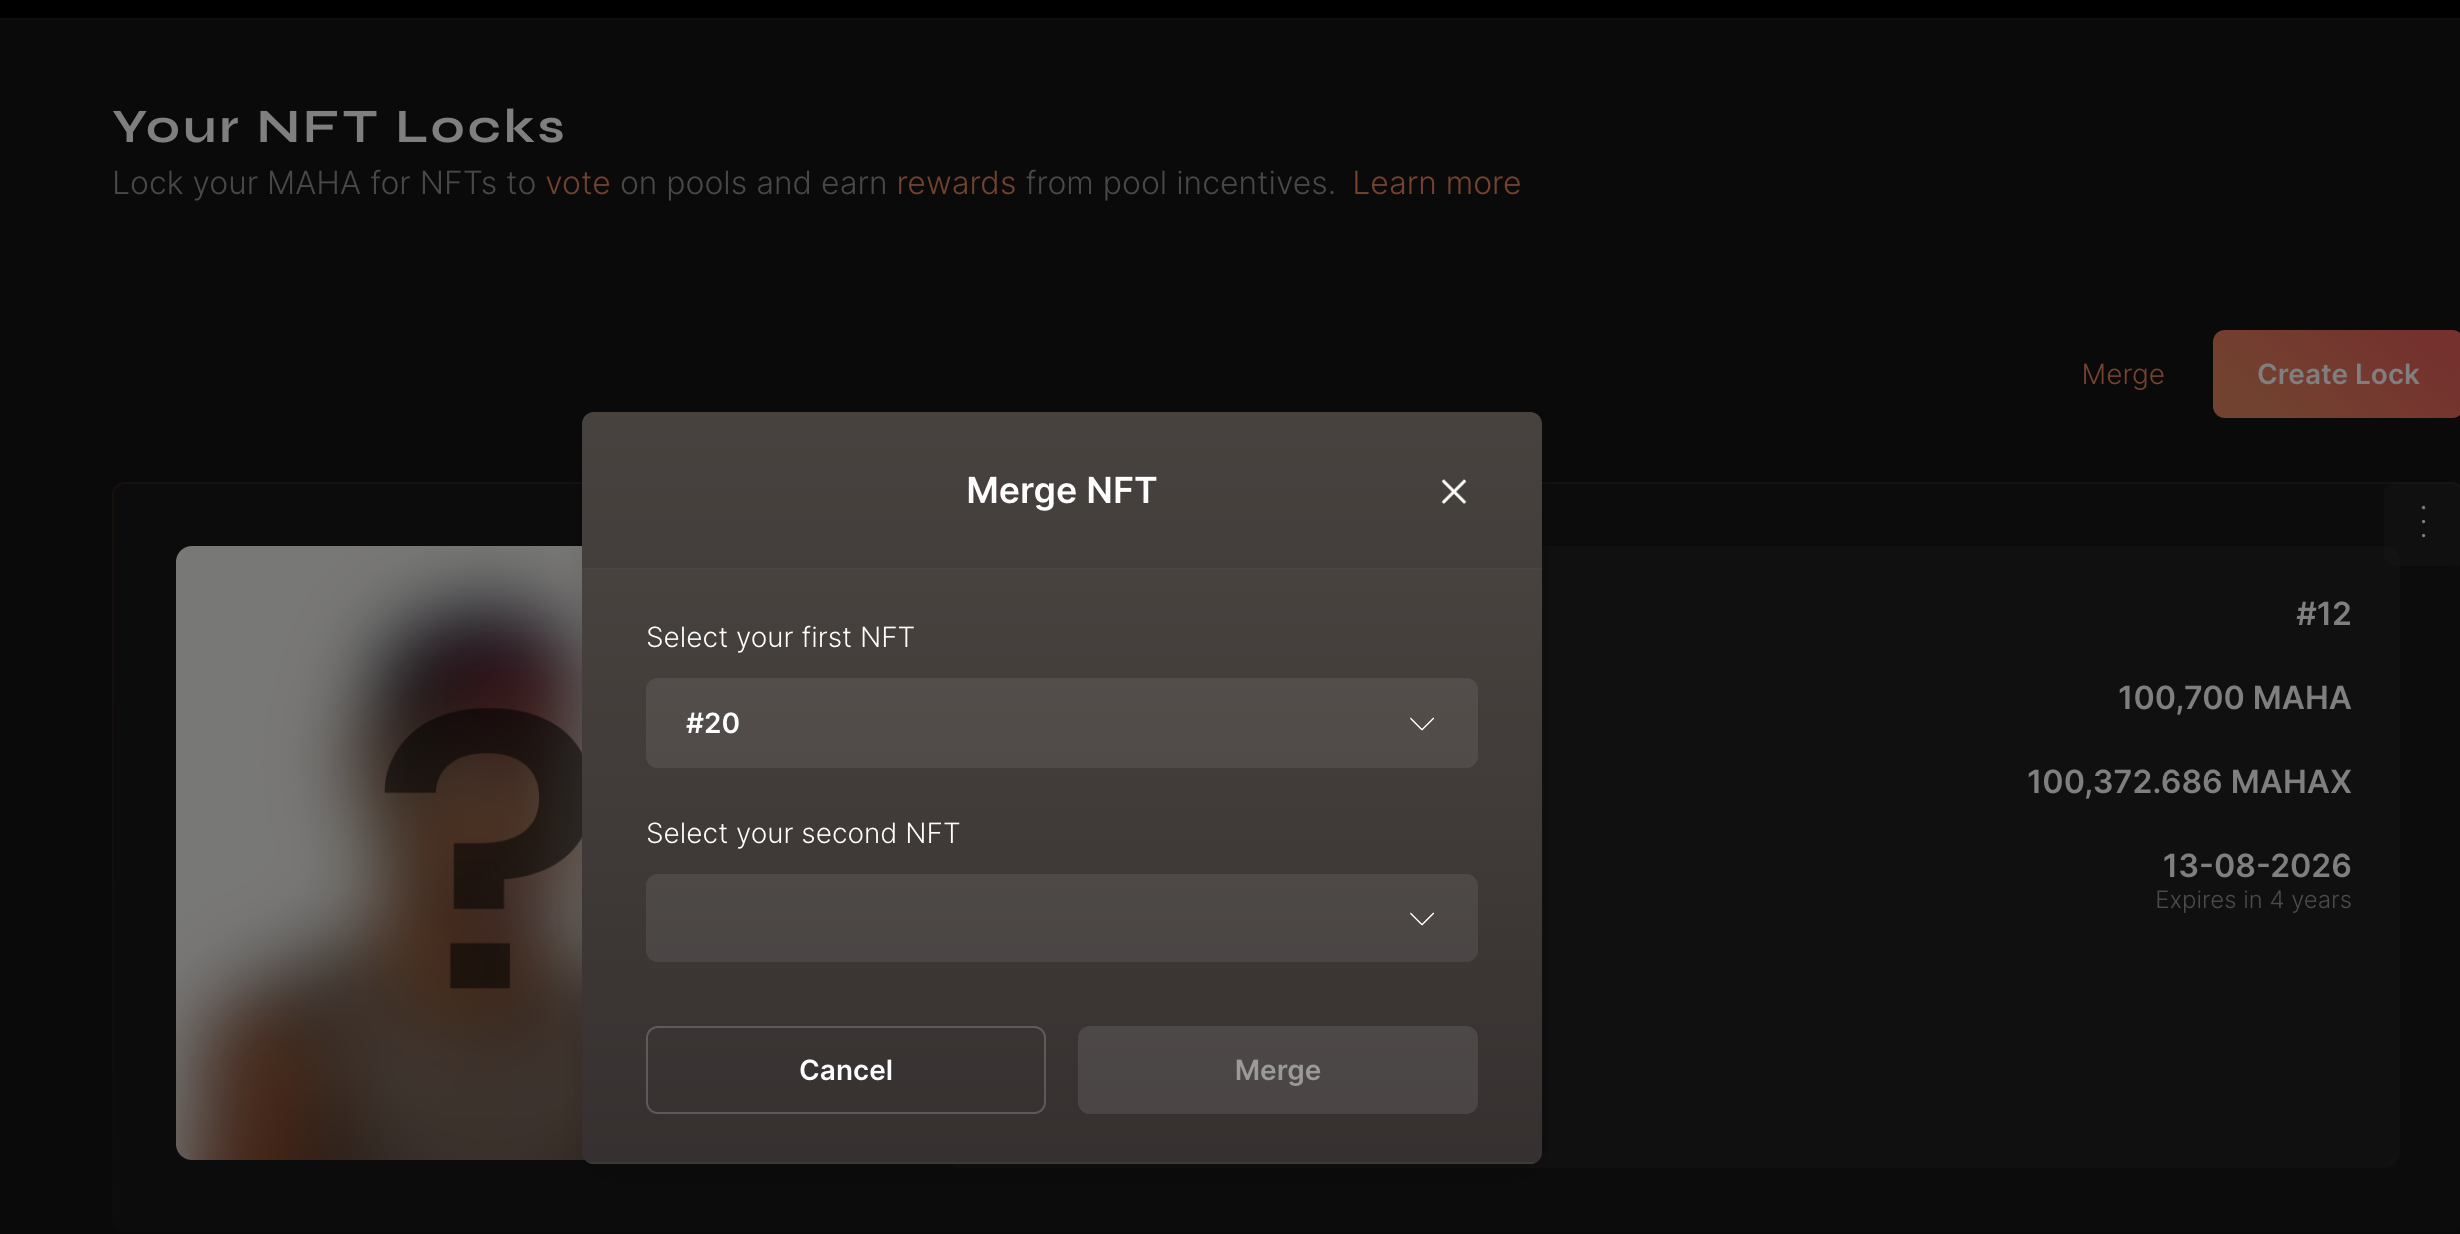 Your NFT Locks
Lock your MAHA for NFTs to vote on pools and earn rewards from pool incentives. Learn more
Merge
Create Lock
Merge NFT
Select your first NFT
#20
Select your second NFT
Cancel
Merge
?
#12
100,700 MAHA
100,372.686 MAHAX
13-08-2026
Expires in 4 years